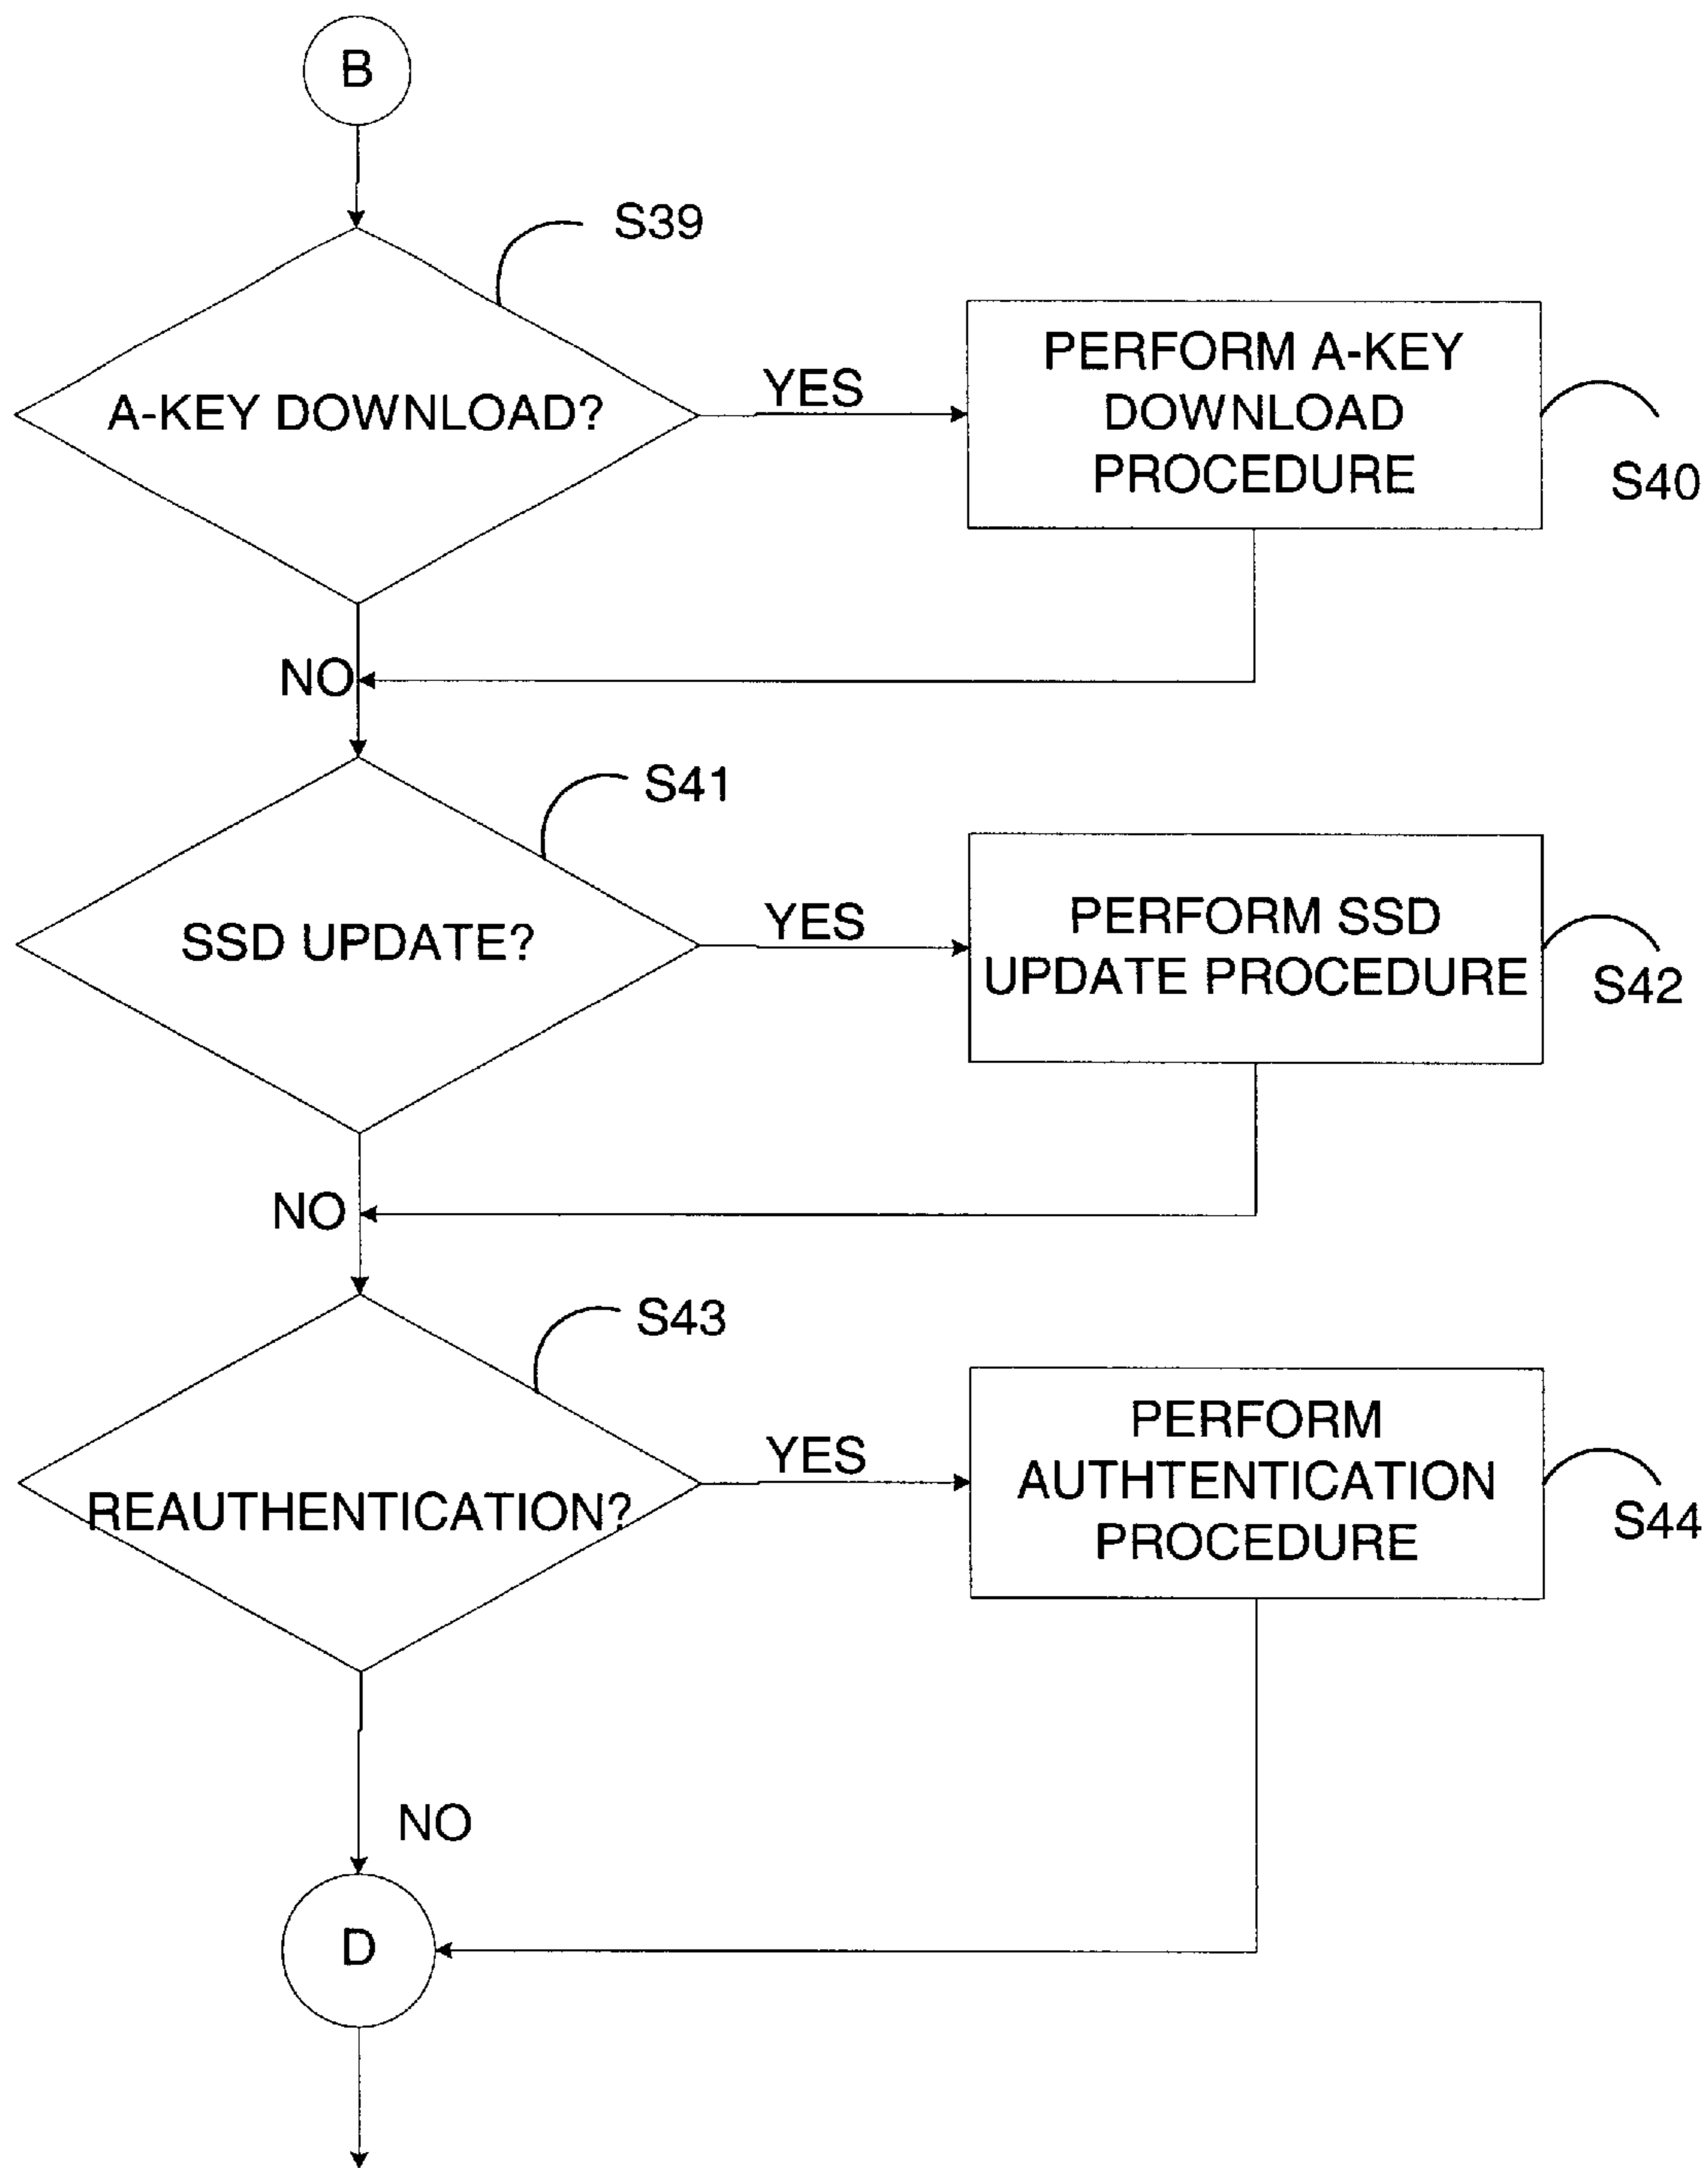 B
S39
A-KEY DOWNLOAD?
YES
PERFORM A-KEY
DOWNLOAD
PROCEDURE
S40
NO
S41
SSD UPDATE?
YES
PERFORM SSD
UPDATE PROCEDURE
S42
NO
S43
REAUTHENTICATION?
YES
PERFORM
AUTHTENTICATION
PROCEDURE
S44
NO
D